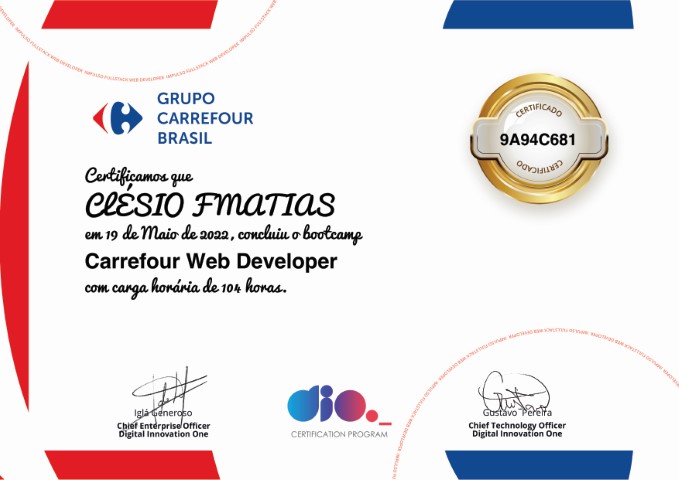 GRUPO
CARREFOUR
BRASIL
CERTIFICADO
9A94C681
CERTIFICADO
Certificamos que
ClÉSIO FMATIAS
em 19 de Maio de 2022, concluiu o bootcamp
Carrefour Web Developer
com carga horária de 104 horas.
Iglá Generoso
Chief Enterprise Officer
Digital Innovation One
dio._
CERTIFICATION PROGRAM
Gustavo Pereira
Chief Technology Officer
Digital Innovation One